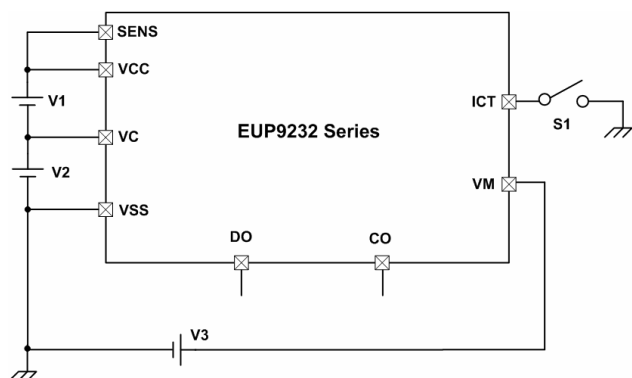 SENS
VCC
V1
ICT
VC
EUP9232 Series
S1
V2
VM
VSS
DO
CO
V3